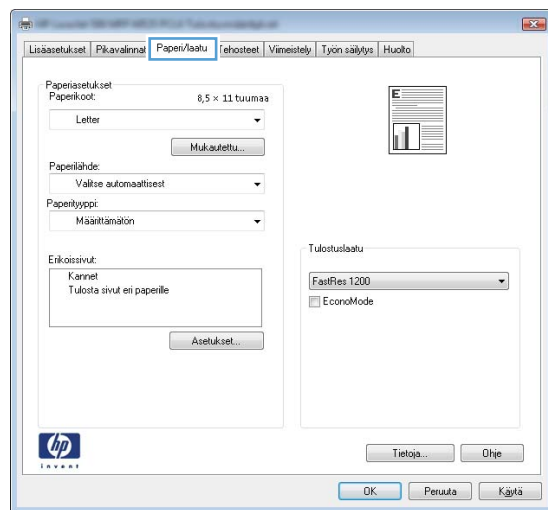 Lisäasetukset Pikavalinnat Paperi/laatu Tehosteet Viimeistely Työn säilytys Huolto
Paperiasetukset
Paperikoot: 8,5 × 11 tuumaa
Letter
Mukautettu...
Paperilähde:
Valitse automaattisest
Paperityyppi:
Määrittämätön
Erikoissivut:
Kannet
Tulosta sivut eri paperille
Asetukset...
E
Tulostuslaatu
FastRes 1200
EconoMode
hp
invent
Tietoja... Ohje
OK Peruuta Käytä